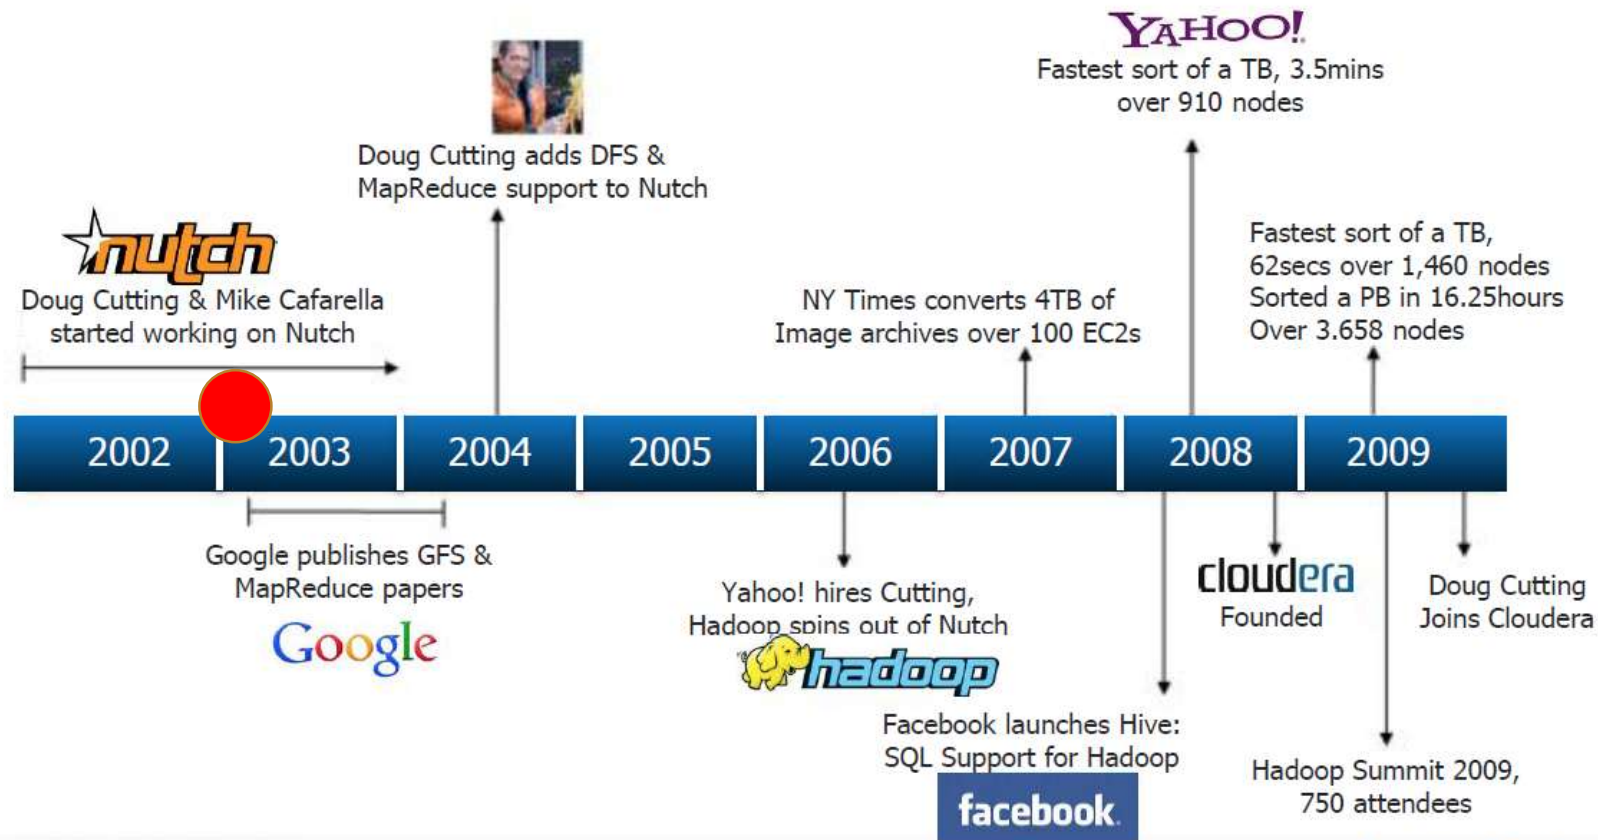 YAHOO!
Fastest sort of a TB, 3.5mins
over 910 nodes
Doug Cutting adds DFS &
MapReduce support to Nutch
nutch
Doug Cutting & Mike Cafarella
started working on Nutch
NY Times converts 4TB of
Image archives over 100 EC2s
Fastest sort of a TB,
62secs over 1,460 nodes
Sorted a PB in 16.25hours
Over 3.658 nodes
2002 2003 2004 2005 2006 2007 2008 2009
Google publishes GFS &
MapReduce papers
Google
Yahoo! hires Cutting,
Hadoop spins out of Nutch
hadoop
Facebook launches Hive:
SQL Support for Hadoop
facebook
cloudera
Founded
Doug Cutting
Joins Cloudera
Hadoop Summit 2009,
750 attendees